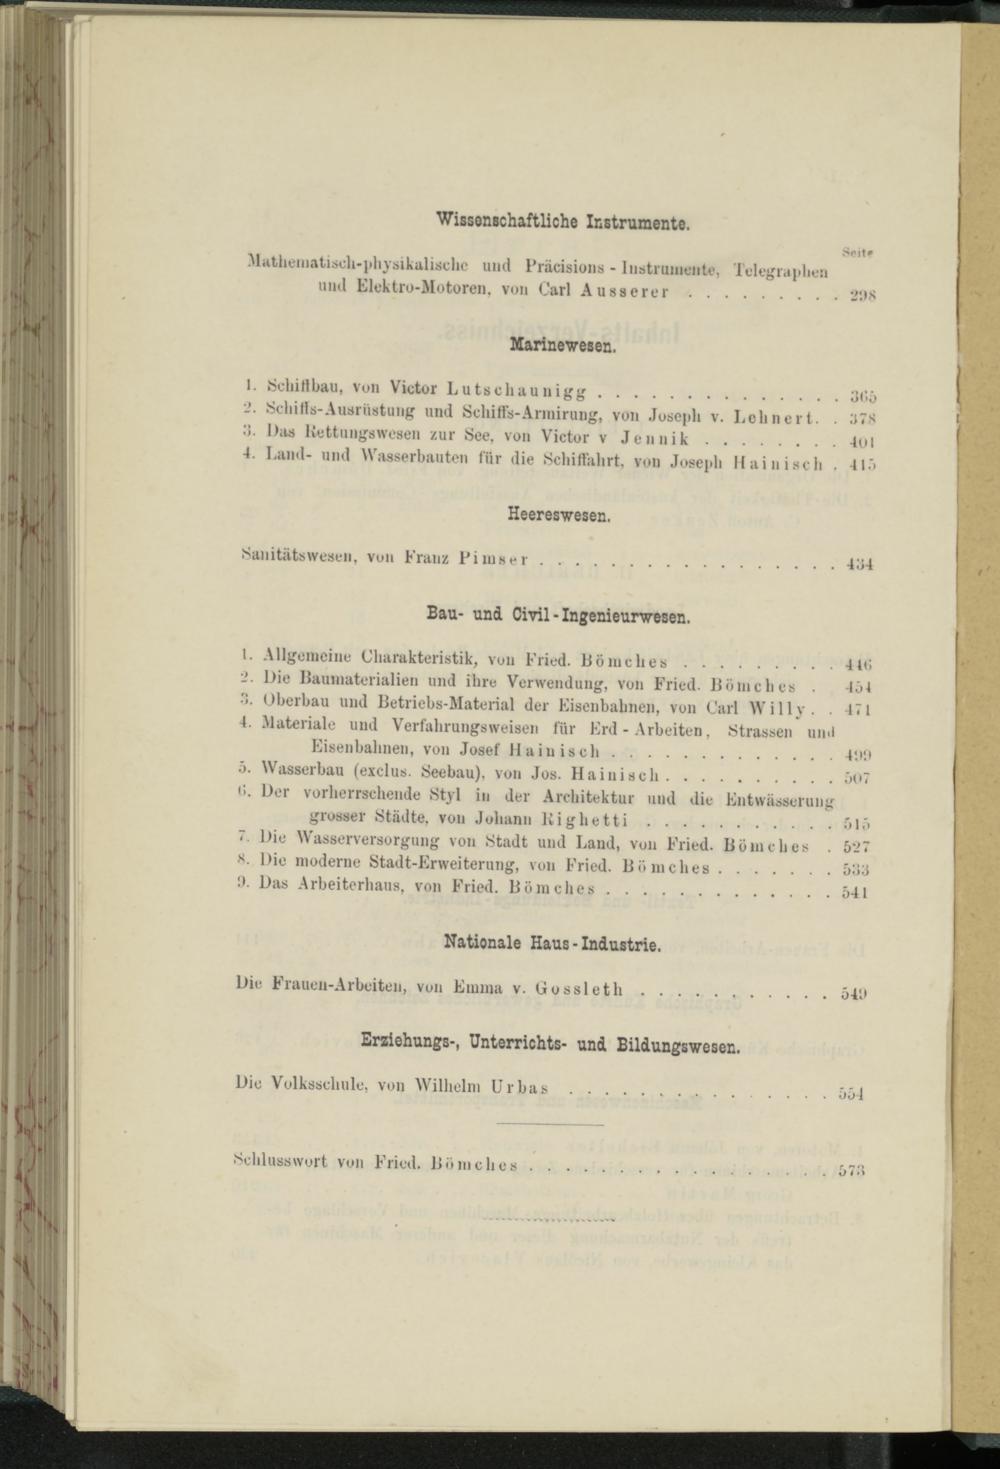 Wissenschaftliche Instrumente.
Seite
Mathematisch-physikalische und Präcisions - Instrumente, Telegraphen
und Elektro-Motoren, von Carl Ausserer . . . . . . . . . 298
Marinewesen.
1. Schiffbau, von Victor Lutschaunigg . . . . . . . . . . . . . . 365
2. Schiffs-Ausrüstung und Schiffs-Armirung, von Joseph v. Lehnert. . 378
3. Das Rettungswesen zur See, von Victor v Jennik . . . . . . . . 401
4. Land- und Wasserbauten für die Schiffahrt, von Joseph Hainisch . 415
Heereswesen.
Sanitätswesen, von Franz Pimser . . . . . . . . . . . . . . . . . 434
Bau- und Civil - Ingenieurwesen.
1. Allgemeine Charakteristik, von Fried. Bömches . . . . . . . . . 446
2. Die Baumaterialien und ihre Verwendung, von Fried. Bömches . 454
3. Oberbau und Betriebs-Material der Eisenbahnen, von Carl Willy. . 471
4. Materiale und Verfahrungsweisen für Erd - Arbeiten, Strassen und
Eisenbahnen, von Josef Hainisch . . . . . . . . . . . . . 499
5. Wasserbau (exclus. Seebau), von Jos. Hainisch . . . . . . . . . . 507
6. Der vorherrschende Styl in der Architektur und die Entwässerung
grosser Städte, von Johann Righetti . . . . . . . . . . . 515
7. Die Wasserversorgung von Stadt und Land, von Fried. Bömches . 527
8. Die moderne Stadt-Erweiterung, von Fried. Bömches . . . . . . . 533
9. Das Arbeiterhaus, von Fried. Bömches . . . . . . . . . . . . . 541
Nationale Haus - Industrie.
Die Frauen-Arbeiten, von Emma v. Gossleth . . . . . . . . . . . 549
Erziehungs-, Unterrichts- und Bildungswesen.
Die Volksschule, von Wilhelm Urbas . . . . . . . . . . . . . . . 554
Schlusswort von Fried. Bömches . . . . . . . . . . . . . . . . . 573